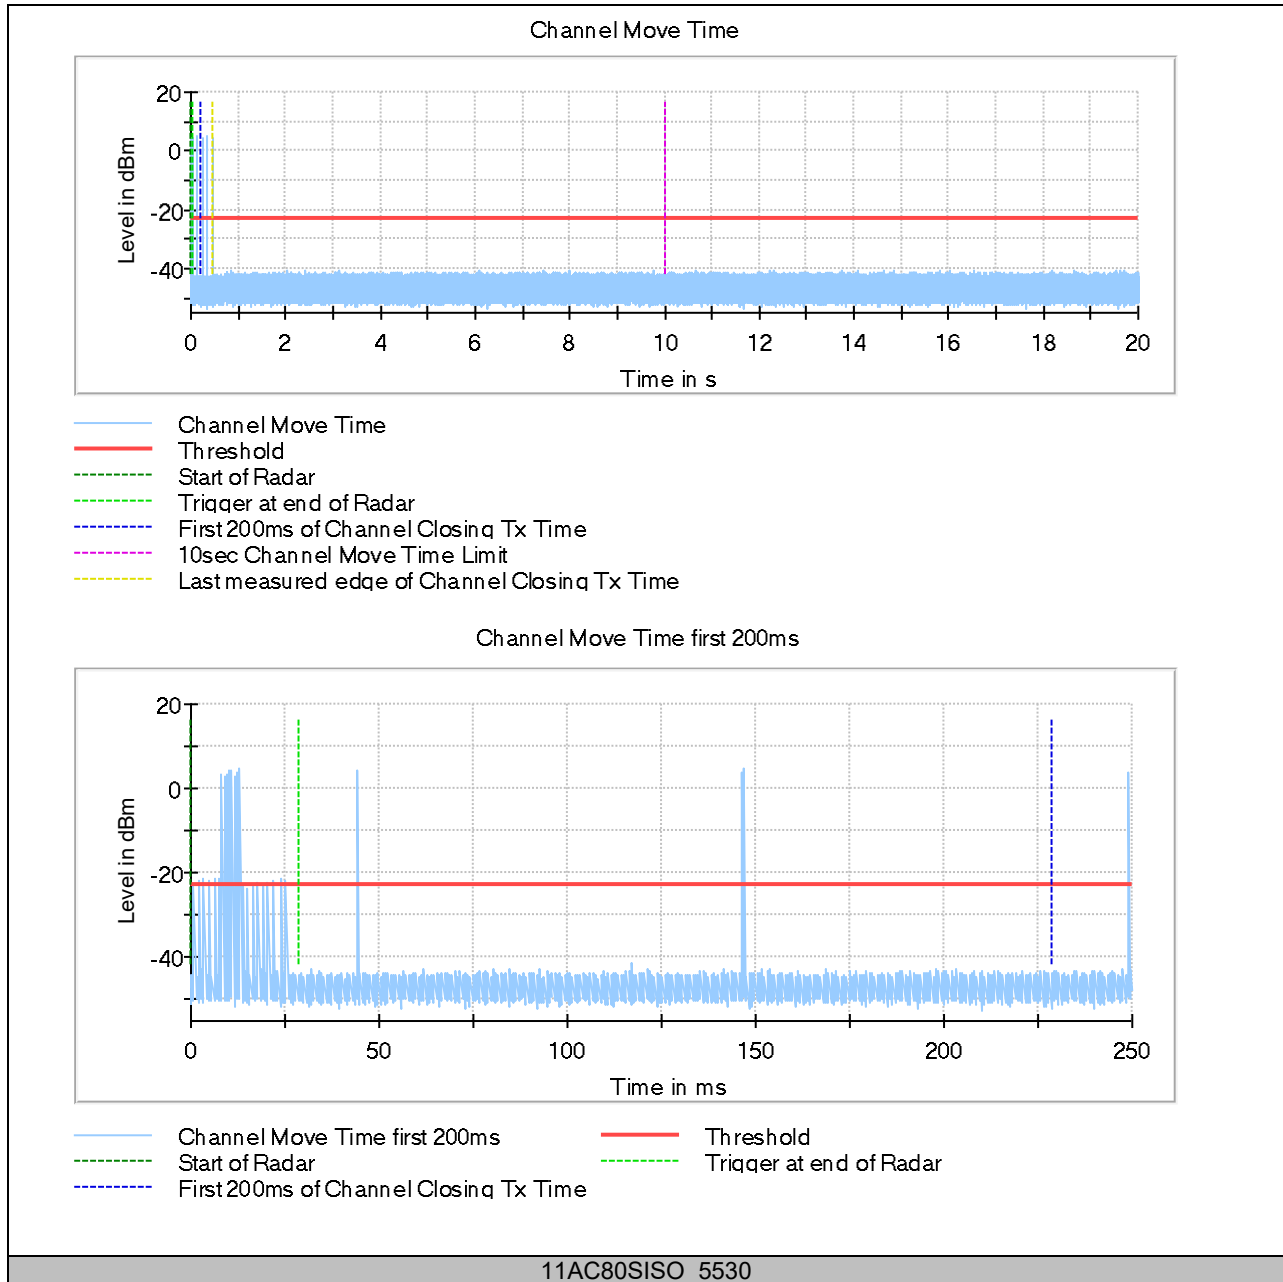 Channel Move Time
20
0
-20
-40
Level in dBm
0 2 4 6 8 10 12 14 16 18 20
Time in s
Channel Move Time
Threshold
Start of Radar
Trigger at end of Radar
First 200ms of Channel Closing Tx Time
10sec Channel Move Time Limit
Last measured edge of Channel Closing Tx Time
Channel Move Time first 200ms
20
0
-20
-40
Level in dBm
0 50 100 150 200 250
Time in ms
Channel Move Time first 200ms Threshold
Start of Radar Trigger at end of Radar
First 200ms of Channel Closing Tx Time
11AC80SISO_5530